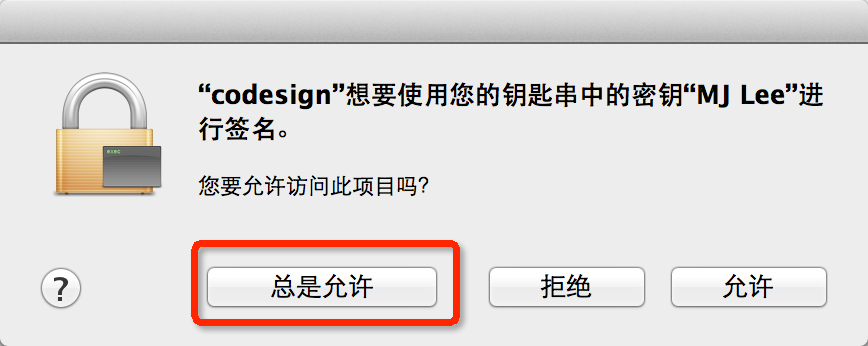 “codesign”想要使用您的钥匙串中的密钥“MJ Lee”进
行签名。
您要允许访问此项目吗?
exec
?
总是允许
拒绝
允许